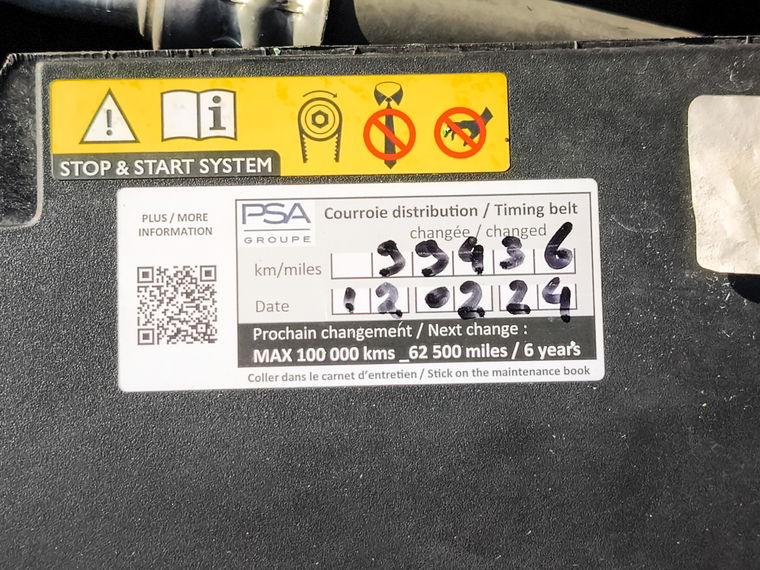 STOP & START SYSTEM
PLUS / MORE
INFORMATION
PSA
GROUPE
Courroie distribution / Timing belt
changée / changed
km/miles 99436
Date 120224
Prochain changement / Next change :
MAX 100 000 kms _62 500 miles / 6 years
Coller dans le carnet d'entretien / Stick on the maintenance book